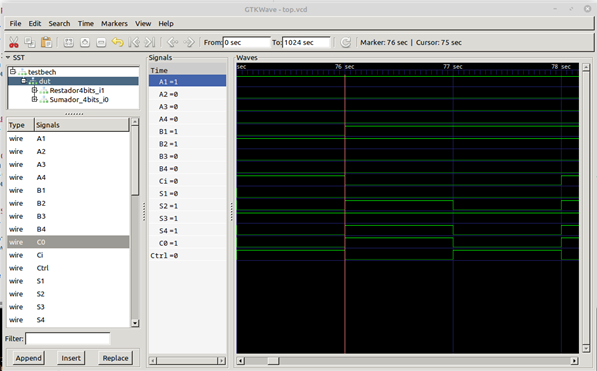 GTKWave - top.vcd
File Edit Search Time Markers View Help
From: 0 sec To: 1024 sec Marker: 76 sec | Cursor: 75 sec
SST
testbech
dut
Restador4bits_i1
Sumador_4bits_i0
Type Signals
wire A1
wire A2
wire A3
wire A4
wire B1
wire B2
wire B3
wire B4
wire C0
wire Ci
wire Ctrl
wire S1
wire S2
wire S3
wire S4
Filter:
Append Insert Replace
Signals
Time
A1 =1
A2 =0
A3 =0
A4 =0
B1 =1
B2 =1
B3 =0
B4 =0
Ci =0
S1 =0
S2 =1
S3 =1
S4 =1
C0 =1
Ctrl =0
Waves
sec 76 sec 77 sec 78 sec